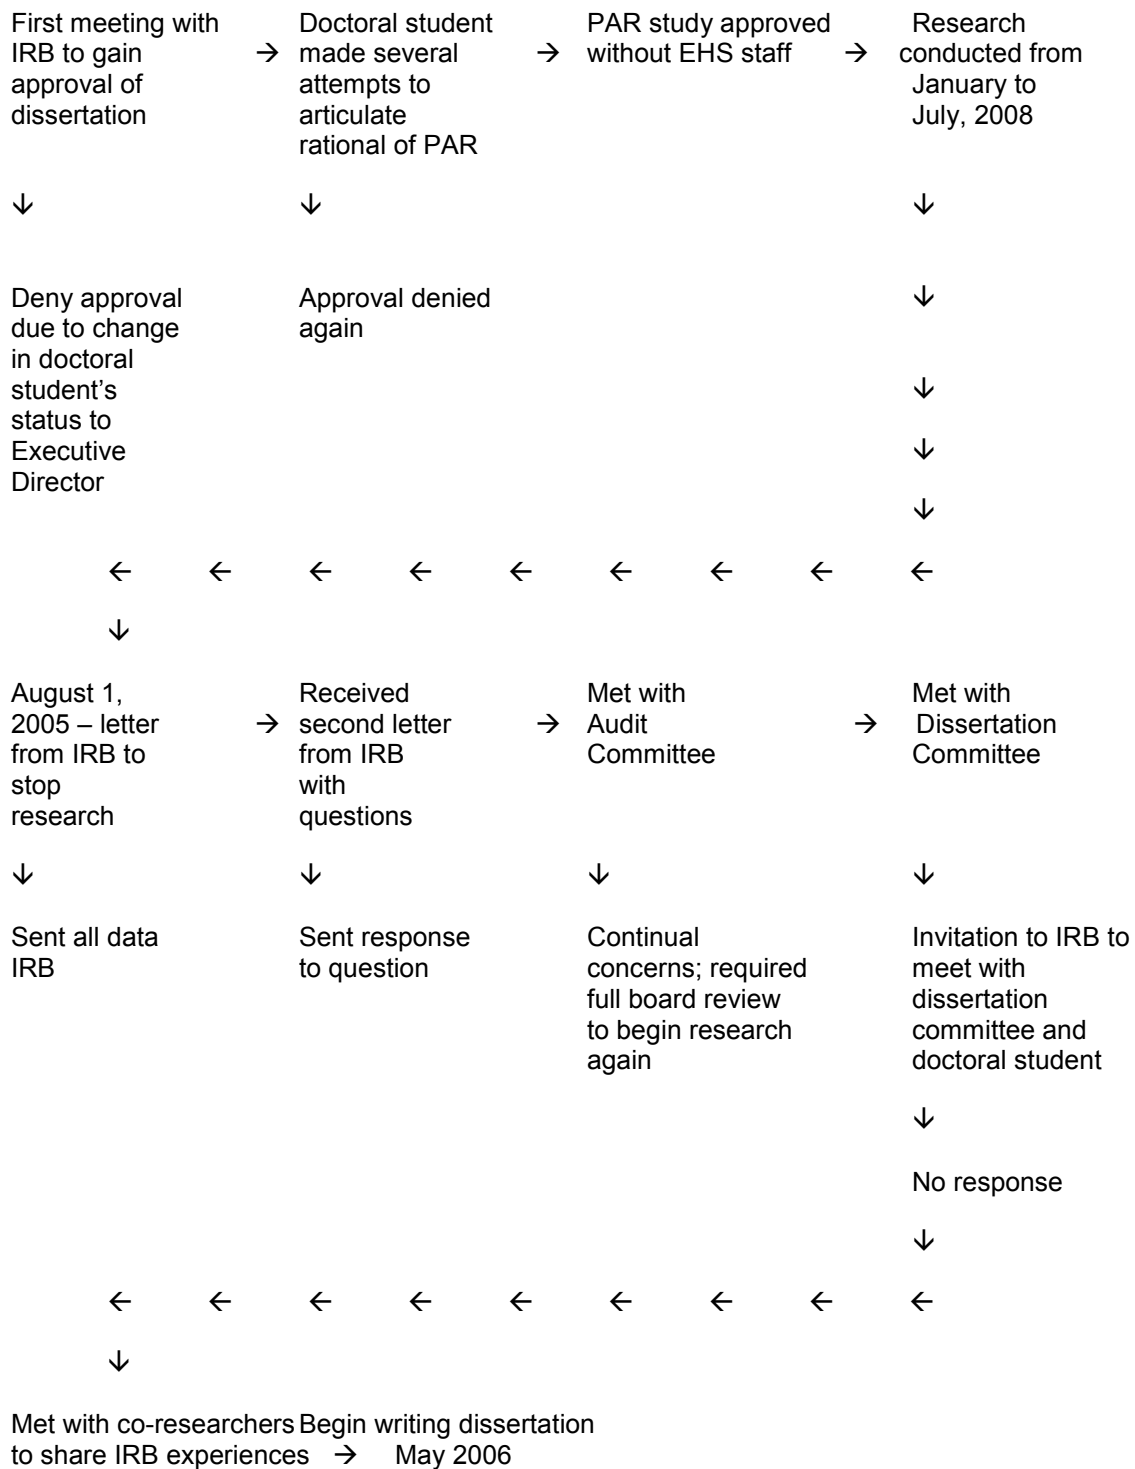 First meeting with
IRB to gain
approval of
dissertation
→
Doctoral student
made several
attempts to
articulate
rational of PAR
→
PAR study approved
without EHS staff
→
Research
conducted from
January to
July, 2008
↓ ↓ ↓
Deny approval
due to change
in doctoral
student’s
status to
Executive
Director
Approval denied
again
↓
↓
↓
↓
← ← ← ← ← ← ← ← ←
↓
August 1,
2005 – letter
from IRB to
stop
research
→
Received
second letter
from IRB
with
questions
→
Met with
Audit
Committee
→
Met with
Dissertation
Committee
↓ ↓ ↓ ↓
Sent all data
IRB
Sent response
to question
Continual
concerns; required
full board review
to begin research
again
Invitation to IRB to
meet with
dissertation
committee and
doctoral student
↓
No response
↓
← ← ← ← ← ← ← ← ←
↓
Met with co-researchers Begin writing dissertation
to share IRB experiences → May 2006